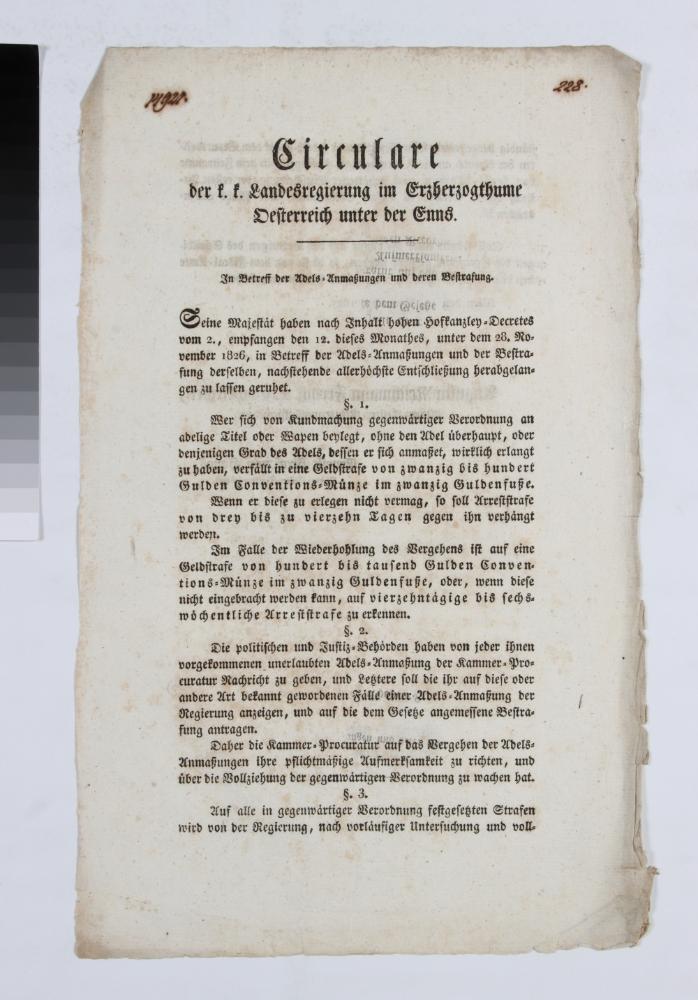 228.
Circulare
der k. k. Landesregierung im Erzherzogthume
Oesterreich unter der Enns.
In Betreff der Adels-Anmaßungen und deren Bestrafung.
Seine Majestät haben nach Inhalt hohen Hofkanzley-Decretes
vom 2., empfangen den 12. dieses Monathes, unter dem 28. No-
vember 1826, in Betreff der Adels-Anmaßungen und der Bestra-
fung derselben, nachstehende allerhöchste Entschließung herabgelan-
gen zu lassen geruhet.
§. 1.
Wer sich von Kundmachung gegenwärtiger Verordnung an
adelige Titel oder Wapen beylegt, ohne den Adel überhaupt, oder
denjenigen Grad des Adels, dessen er sich anmaßet, wirklich erlangt
zu haben, verfällt in eine Geldstrafe von zwanzig bis hundert
Gulden Conventions-Münze im zwanzig Guldenfuße.
Wenn er diese zu erlegen nicht vermag, so soll Arreststrafe
von drey bis zu vierzehn Tagen gegen ihn verhängt
werden.
Im Falle der Wiederhohlung des Vergehens ist auf eine
Geldstrafe von hundert bis tausend Gulden Conven-
tions-Münze im zwanzig Guldenfuße, oder, wenn diese
nicht eingebracht werden kann, auf vierzehntägige bis sechs-
wöchentliche Arreststrafe zu erkennen.
§. 2.
Die politischen und Justiz-Behörden haben von jeder ihnen
vorgekommenen unerlaubten Adels-Anmaßung der Kammer-Pro-
curatur Nachricht zu geben, und Letztere soll die ihr auf diese oder
andere Art bekannt gewordenen Fälle einer Adels-Anmaßung der
Regierung anzeigen, und auf die dem Gesetze angemessene Bestra-
fung antragen.
Daher die Kammer-Procuratur auf das Vergehen der Adels-
Anmaßungen ihre pflichtmäßige Aufmerksamkeit zu richten, und
über die Vollziehung der gegenwärtigen Verordnung zu wachen hat.
§. 3.
Auf alle in gegenwärtiger Verordnung festgesetzten Strafen
wird von der Regierung, nach vorläufiger Untersuchung und voll-